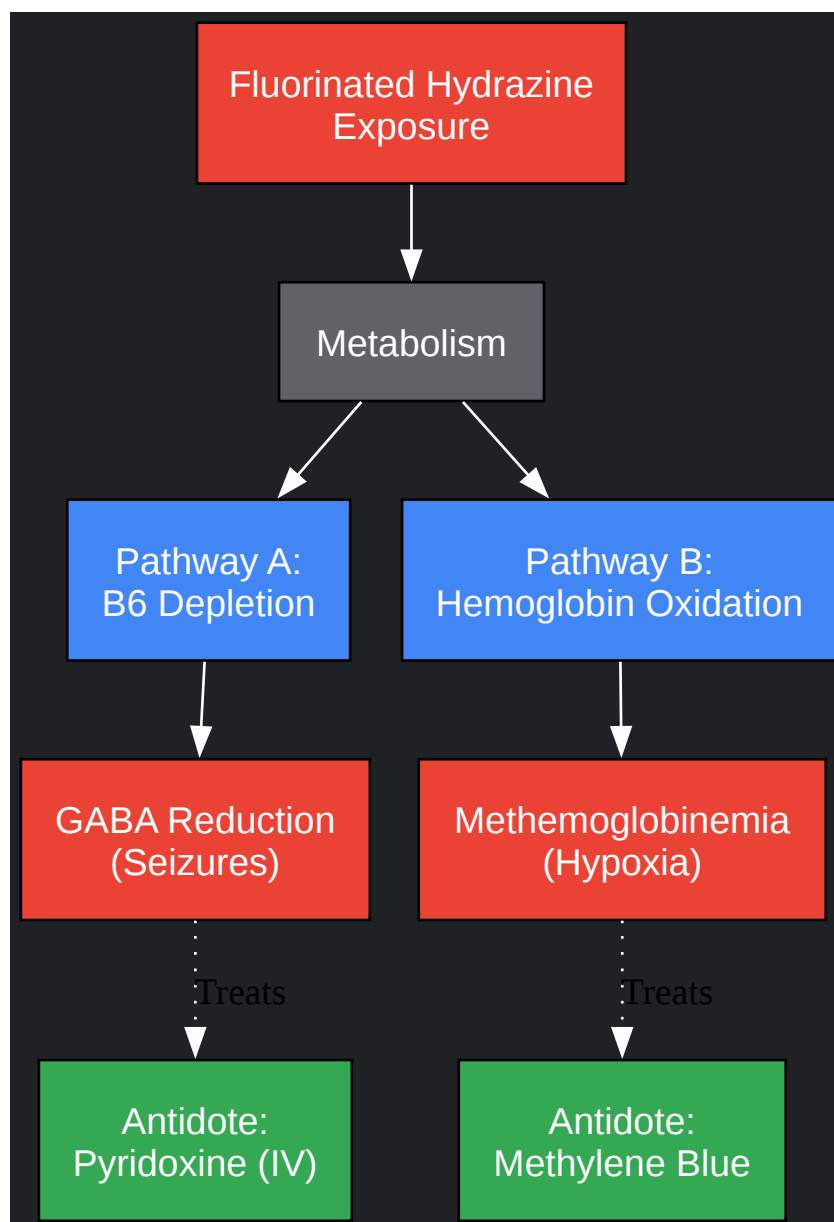 Fluorinated Hydrazine
Exposure
Metabolism
Pathway A:
B6 Depletion
Pathway B:
Hemoglobin Oxidation
GABA Reduction
(Seizures)
Methemoglobinemia
(Hypoxia)
Treats
Treats
Antidote:
Pyridoxine (IV)
Antidote:
Methylene Blue